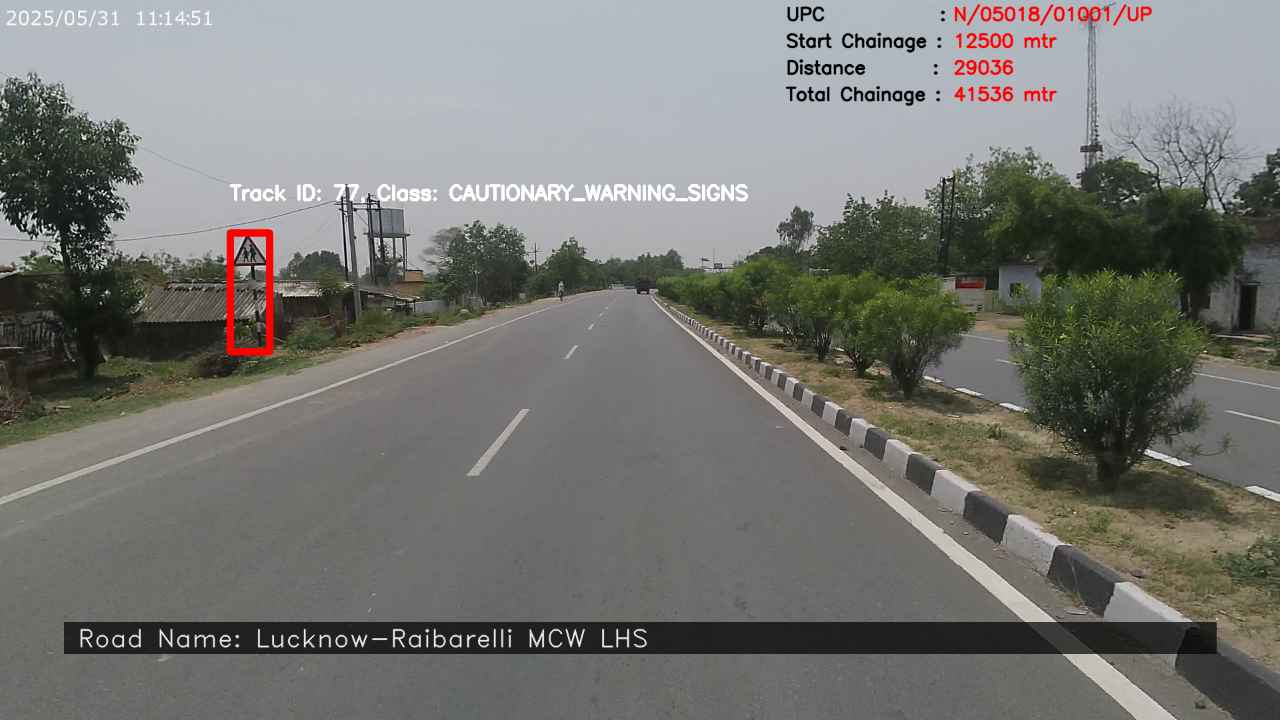 2025/05/31 11:14:51
UPC : N/05018/01001/UP
Start Chainage : 12500 mtr
Distance : 29036
Total Chainage : 41536 mtr
Track ID: 77, Class: CAUTIONARY_WARNING_SIGNS
Road Name: Lucknow-Raibarelli MCW LHS